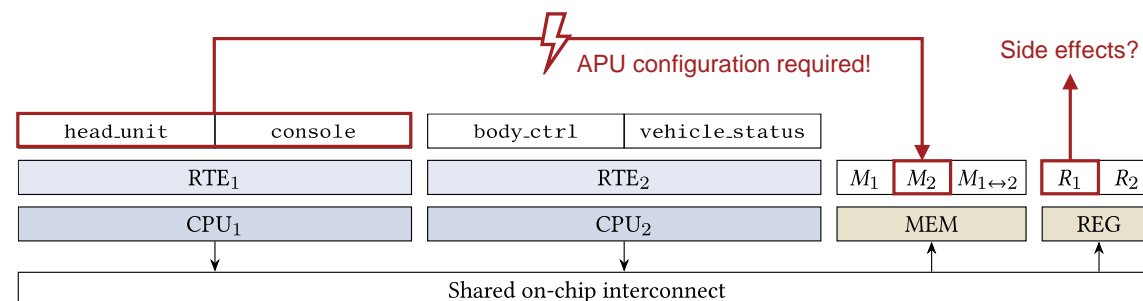 APU configuration required!
Side effects?
head_unit console body_ctrl vehicle_status
RTE₁ RTE₂ M₁ M₂ M₁↔₂ R₁ R₂
CPU₁ CPU₂ MEM REG
Shared on-chip interconnect